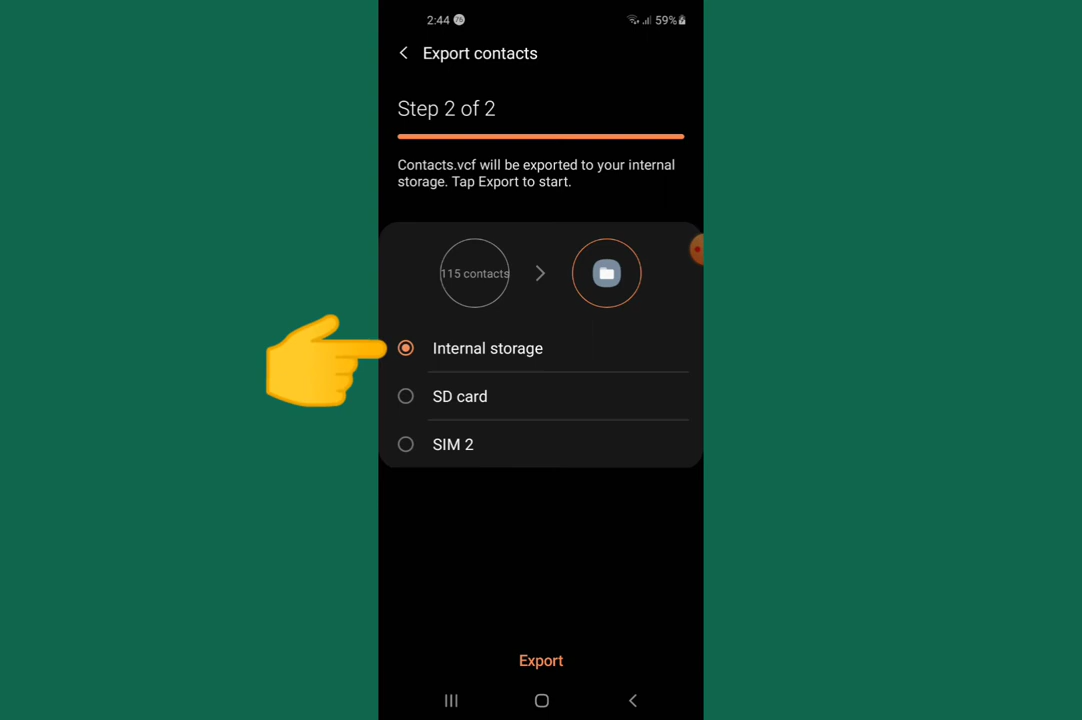 2:44 75 59%
Export contacts
Step 2 of 2
Contacts.vcf will be exported to your internal
storage. Tap Export to start.
115 contacts
Internal storage
SD card
SIM 2
Export